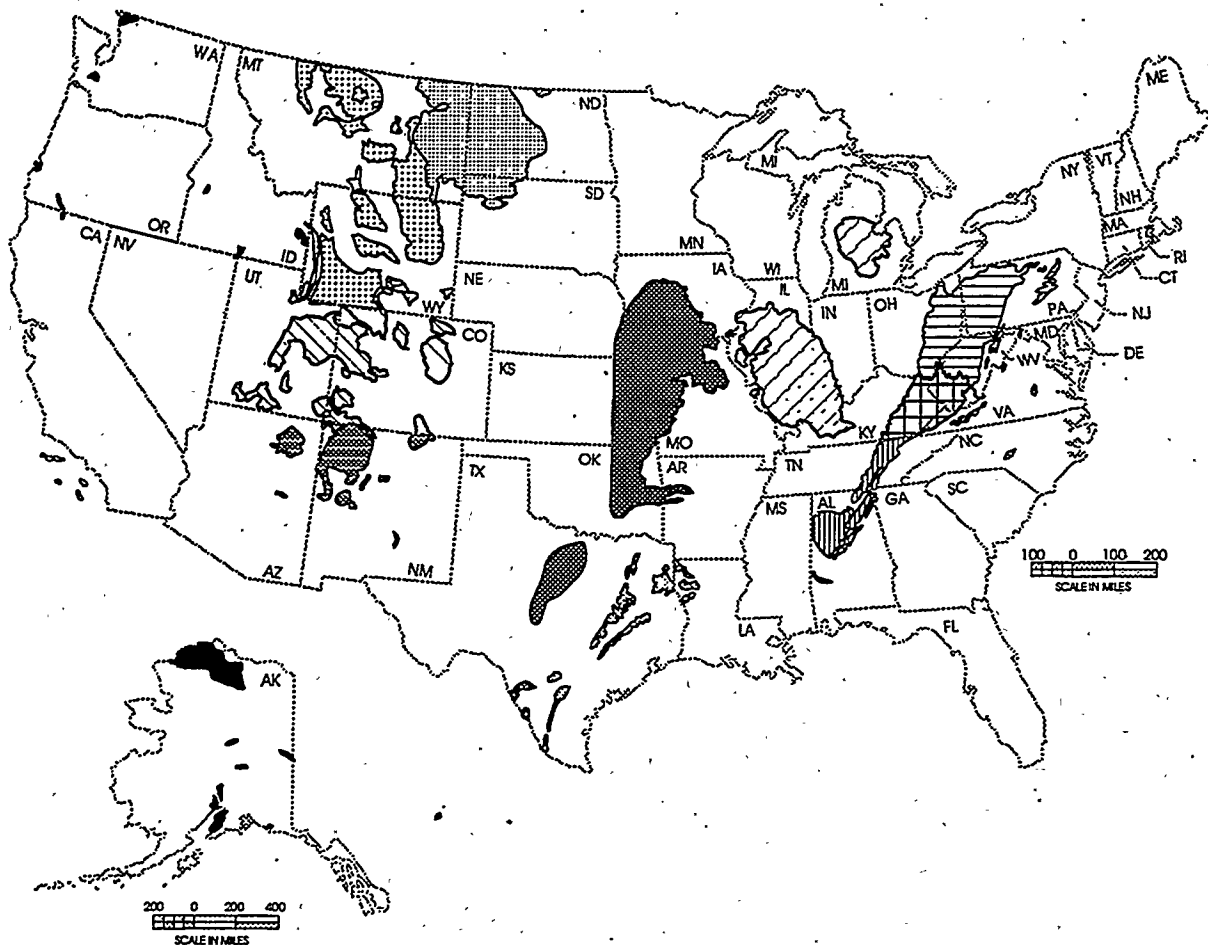 WA
MT
ND
ME
MI
NY
VT
NH
MA
RI
CT
SD
OR
ID
MN
WI
CA
NV
UT
WY
NE
IA
IL
MI
IN
OH
PA
NJ
MD
DE
WV
CO
KS
MO
KY
VA
NC
TN
OK
AR
TX
SC
MS
AL
GA
AZ
NM
LA
FL
100 0 100 200
SCALE IN MILES
AK
200 0 200 400
SCALE IN MILES